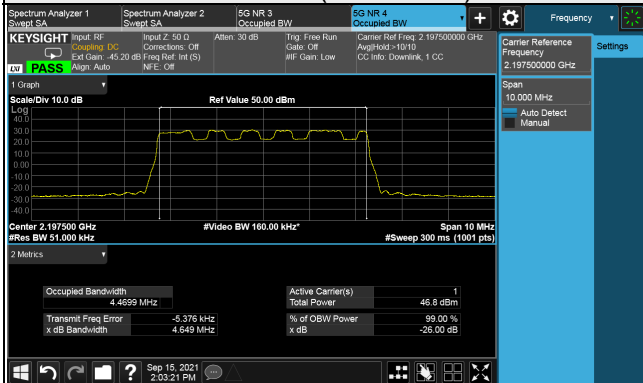 Spectrum Analyzer 1
Swept SA
Spectrum Analyzer 2
Swept SA
5G NR 3
Occupied BW
5G NR 4
Occupied BW
Frequency
KEYSIGHT
LXI PASS
Input: RF
Coupling: DC
Ext Gain: -45.20 dB
Align: Auto
Input Z: 50 Ω
Corrections: Off
Freq Ref: Int (S)
NFE: Off
Atten: 30 dB
Trig: Free Run
Gate: Off
#IF Gain: Low
Carrier Ref Freq: 2.197500000 GHz
Avg|Hold:>10/10
CC Info: Downlink, 1 CC
Carrier Reference
Frequency
2.197500000 GHz
Settings
Span
10.000 MHz
Auto Detect
Manual
1 Graph
Scale/Div 10.0 dB
Ref Value 50.00 dBm
Log
40.0
30.0
20.0
10.0
0.00
-10.0
-20.0
-30.0
-40.0
Center 2.197500 GHz
#Res BW 51.000 kHz
#Video BW 160.00 kHz*
Span 10 MHz
#Sweep 300 ms (1001 pts)
2 Metrics
Occupied Bandwidth
4.4699 MHz
Transmit Freq Error -5.376 kHz
x dB Bandwidth 4.649 MHz
Active Carrier(s) 1
Total Power 46.8 dBm
% of OBW Power 99.00 %
x dB -26.00 dB
Sep 15, 2021
2:03:21 PM